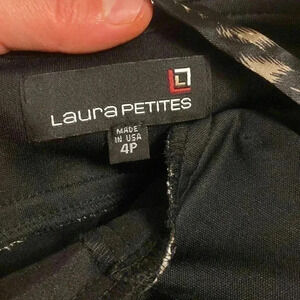 Laura PETITES
MADE
IN USA
4P